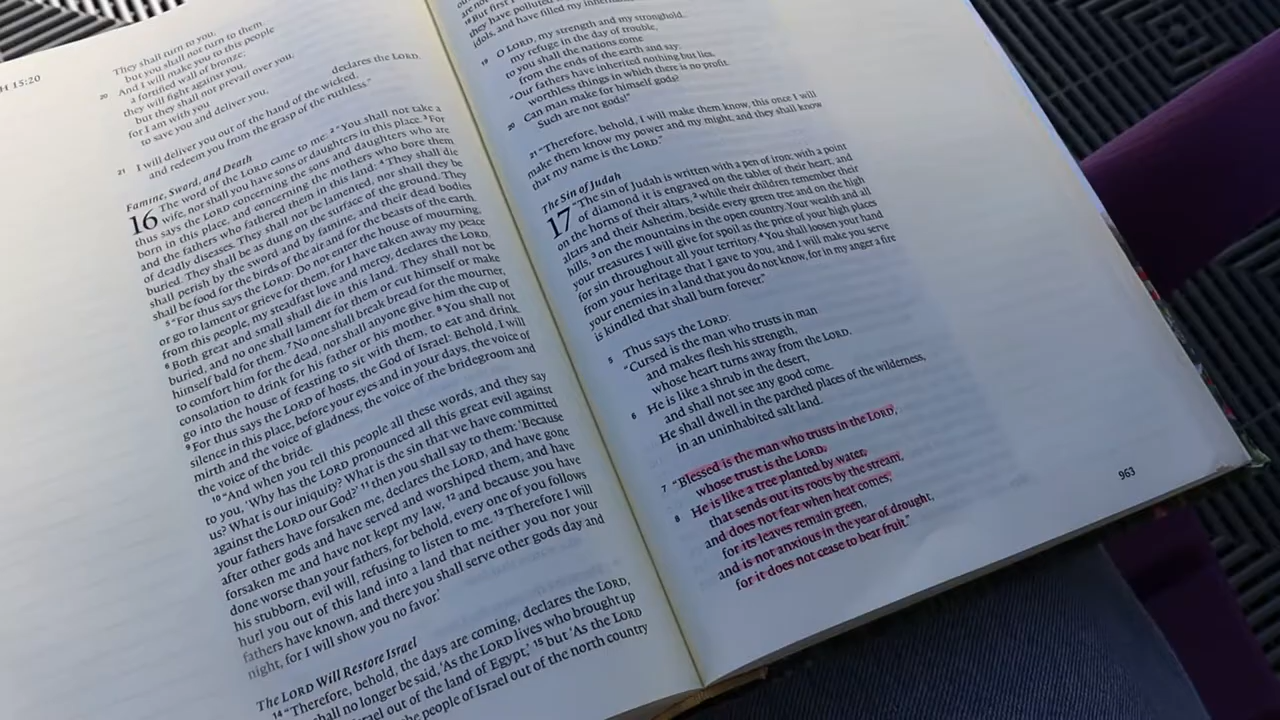 H 15:20
They shall turn to you,
but you shall not turn to them.
20 And I will make you to this people
a fortified wall of bronze;
they will fight against you,
but they shall not prevail over you,
for I am with you
to save you and deliver you,
declares the LORD.
21 I will deliver you out of the hand of the wicked,
and redeem you from the grasp of the ruthless."
Famine, Sword, and Death
16 The word of the LORD came to me: 2 "You shall not take a
wife, nor shall you have sons or daughters in this place. 3 For
thus says the LORD concerning the sons and daughters who are
born in this place, and concerning the mothers who bore them
and the fathers who fathered them in this land: 4 They shall die
of deadly diseases. They shall not be lamented, nor shall they be
buried. They shall be as dung on the surface of the ground. They
shall perish by the sword and by famine, and their dead bodies
shall be food for the birds of the air and for the beasts of the earth.
5 "For thus says the LORD: Do not enter the house of mourning,
or go to lament or grieve for them, for I have taken away my peace
from this people, my steadfast love and mercy, declares the LORD.
6 Both great and small shall die in this land. They shall not be
buried, and no one shall lament for them or cut himself or make
himself bald for them. 7 No one shall break bread for the mourner,
to comfort him for the dead, nor shall anyone give him the cup of
consolation to drink for his father or his mother. 8 You shall not
go into the house of feasting to sit with them, to eat and drink.
9 For thus says the LORD of hosts, the God of Israel: Behold, I will
silence in this place, before your eyes and in your days, the voice of
mirth and the voice of gladness, the voice of the bridegroom and
the voice of the bride.
10 "And when you tell this people all these words, and they say
to you, 'Why has the LORD pronounced all this great evil against
us? What is our iniquity? What is the sin that we have committed
against the LORD our God?' 11 then you shall say to them: 'Because
your fathers have forsaken me, declares the LORD, and have gone
after other gods and have served and worshiped them, and have
forsaken me and have not kept my law, 12 and because you have
done worse than your fathers, for behold, every one of you follows
his stubborn, evil will, refusing to listen to me. 13 Therefore I will
hurl you out of this land into a land that neither you nor your
fathers have known, and there you shall serve other gods day and
night, for I will show you no favor.'
The LORD Will Restore Israel
14 "Therefore, behold, the days are coming, declares the LORD,
shall no longer be said, 'As the LORD lives who brought up
rael out of the land of Egypt,' 15 but 'As the LORD
he people of Israel out of the north country
18 But first I
they have polluted
idols, and have filled my
19 O LORD, my strength and my stronghold,
my refuge in the day of trouble,
to you shall the nations come
from the ends of the earth and say:
"Our fathers have inherited nothing but lies,
worthless things in which there is no profit.
20 Can man make for himself gods?
Such are not gods!"
21 "Therefore, behold, I will make them know, this once I will
make them know my power and my might, and they shall know
that my name is the LORD."
The Sin of Judah
17 "The sin of Judah is written with a pen of iron; with a point
of diamond it is engraved on the tablet of their heart, and
on the horns of their altars, 2 while their children remember their
altars and their Asherim, beside every green tree and on the high
hills, 3 on the mountains in the open country. Your wealth and all
your treasures I will give for spoil as the price of your high places
for sin throughout all your territory. 4 You shall loosen your hand
from your heritage that I gave to you, and I will make you serve
your enemies in a land that you do not know, for in my anger a fire
is kindled that shall burn forever."
5 Thus says the LORD:
"Cursed is the man who trusts in man
and makes flesh his strength,
whose heart turns away from the LORD.
6 He is like a shrub in the desert,
and shall not see any good come.
He shall dwell in the parched places of the wilderness,
in an uninhabited salt land.
7 "Blessed is the man who trusts in the LORD,
whose trust is the LORD.
8 He is like a tree planted by water,
that sends out its roots by the stream,
and does not fear when heat comes,
for its leaves remain green,
and is not anxious in the year of drought,
for it does not cease to bear fruit."
963